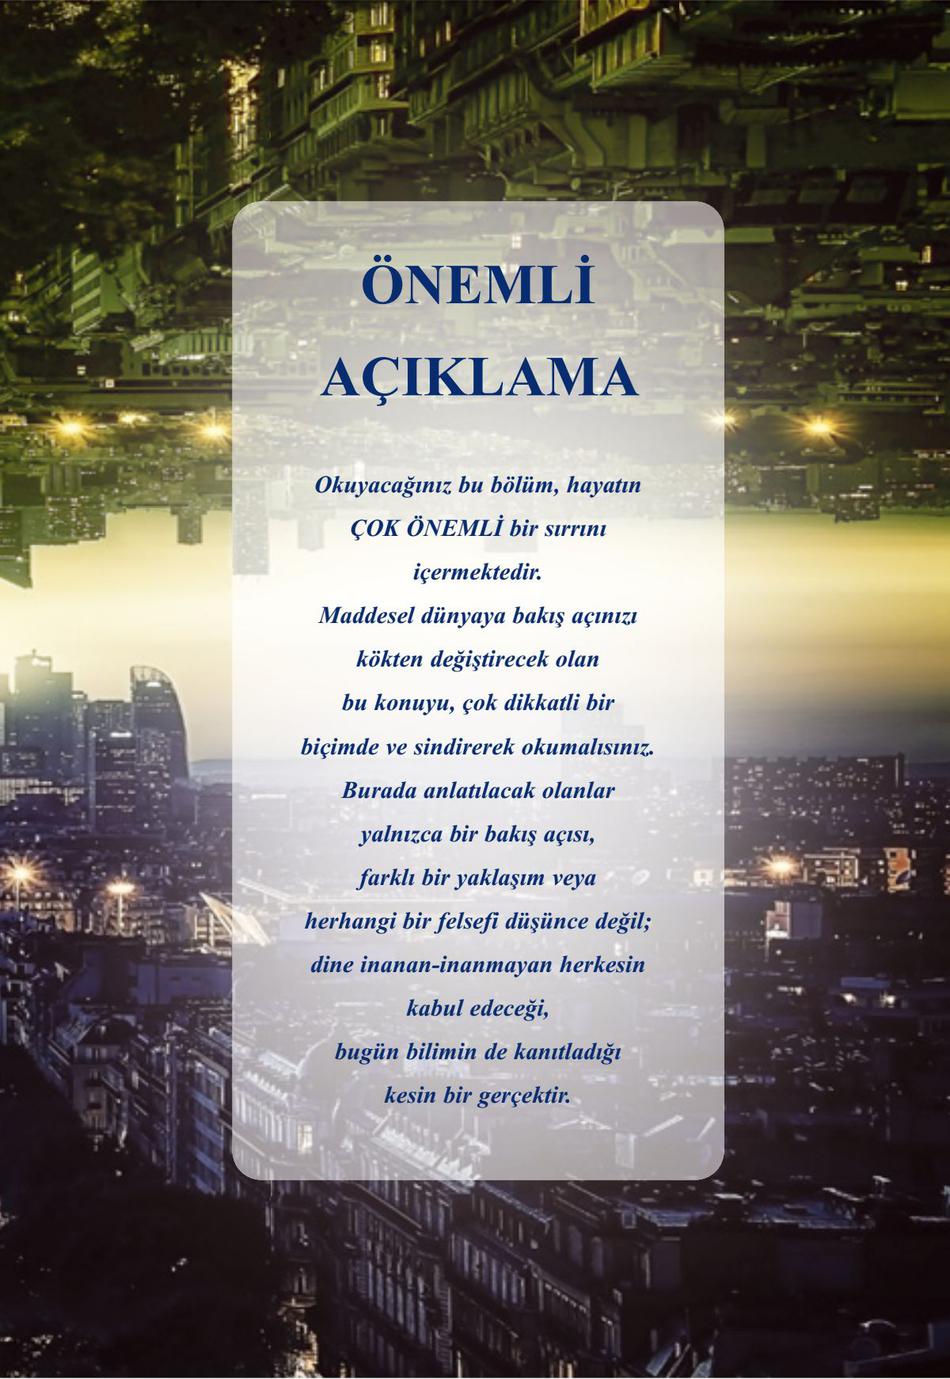 ÖNEMLİ
AÇIKLAMA
Okuyacağınız bu bölüm, hayatın
ÇOK ÖNEMLİ bir sırrını
içermektedir.
Maddesel dünyaya bakış açınızı
kökten değiştirecek olan
bu konuyu, çok dikkatli bir
biçimde ve sindirerek okumalısınız.
Burada anlatılacak olanlar
yalnızca bir bakış açısı,
farklı bir yaklaşım veya
herhangi bir felsefi düşünce değil;
dine inanan-inanmayan herkesin
kabul edeceği,
bugün bilimin de kanıtladığı
kesin bir gerçektir.